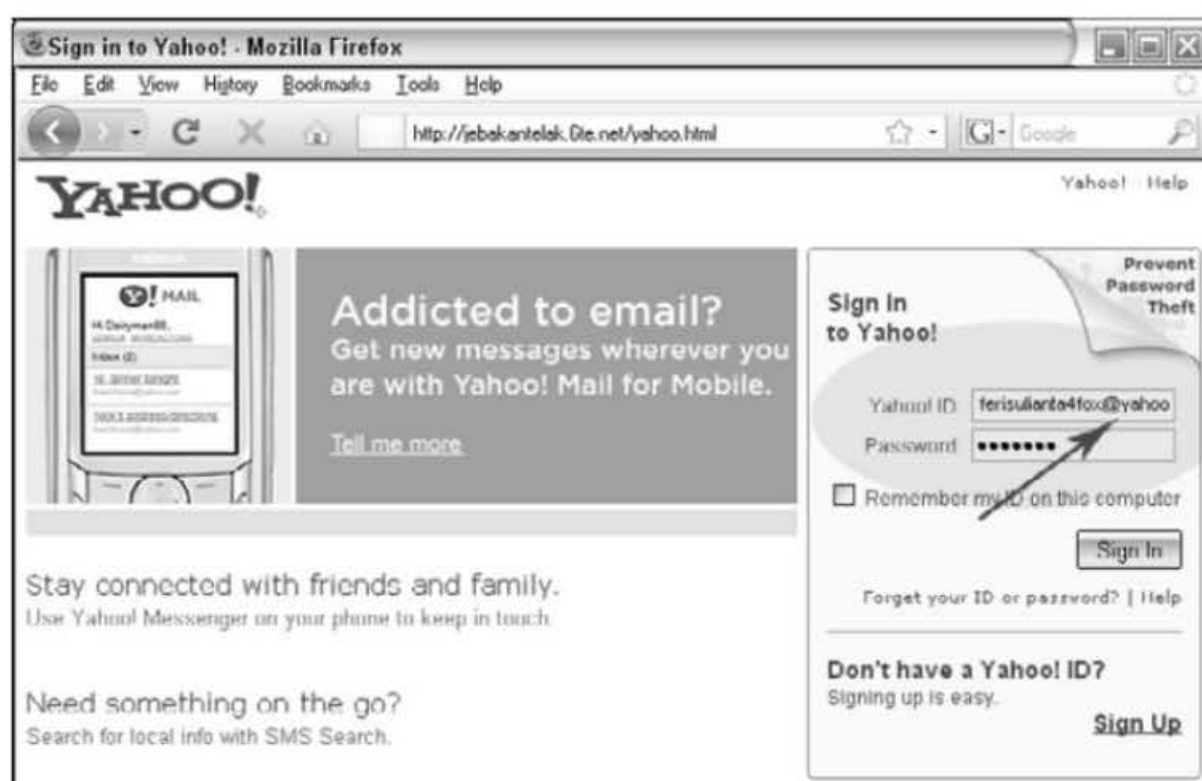 Sign in to Yahoo! - Mozilla Firefox
File Edit View History Bookmarks Tools Help
http://jebakantelak.0te.net/yahoo.html
Google
YAHOO!
Yahoo! Help
Y! MAIL
Hi Dairyman88,
Inbox (2)
Addicted to email?
Get new messages wherever you
are with Yahoo! Mail for Mobile.
Tell me more
Prevent
Password
Theft
Sign in
to Yahoo!
Yahoo! ID ferisulianta4fox@yahoo
Password
Remember my ID on this computer
Sign In
Forget your ID or password? | Help
Don't have a Yahoo! ID?
Signing up is easy.
Sign Up
Stay connected with friends and family.
Use Yahoo! Messenger on your phone to keep in touch
Need something on the go?
Search for local info with SMS Search.